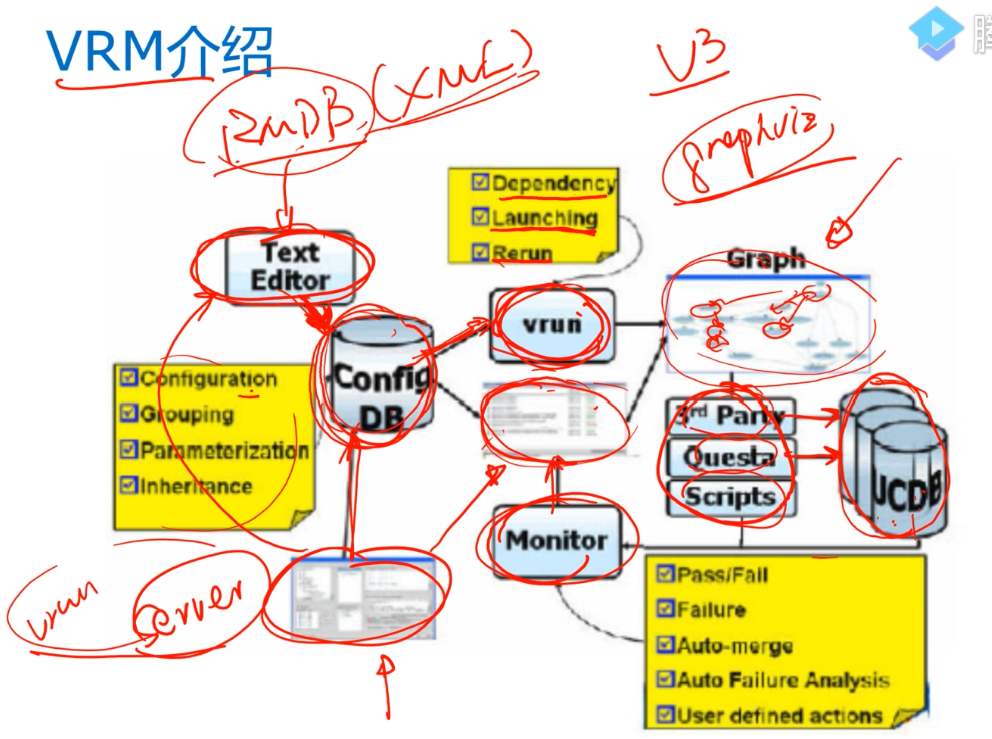 VRM介绍
RMDB (XML)
V3
graphviz
Dependency
Launching
Rerun
Text
Editor
Graph
vrun
Config
DB
Configuration
Grouping
Parameterization
Inheritance
3rd Party
Questa
Scripts
UCDB
Monitor
vrun server
Pass/Fail
Failure
Auto-merge
Auto Failure Analysis
User defined actions